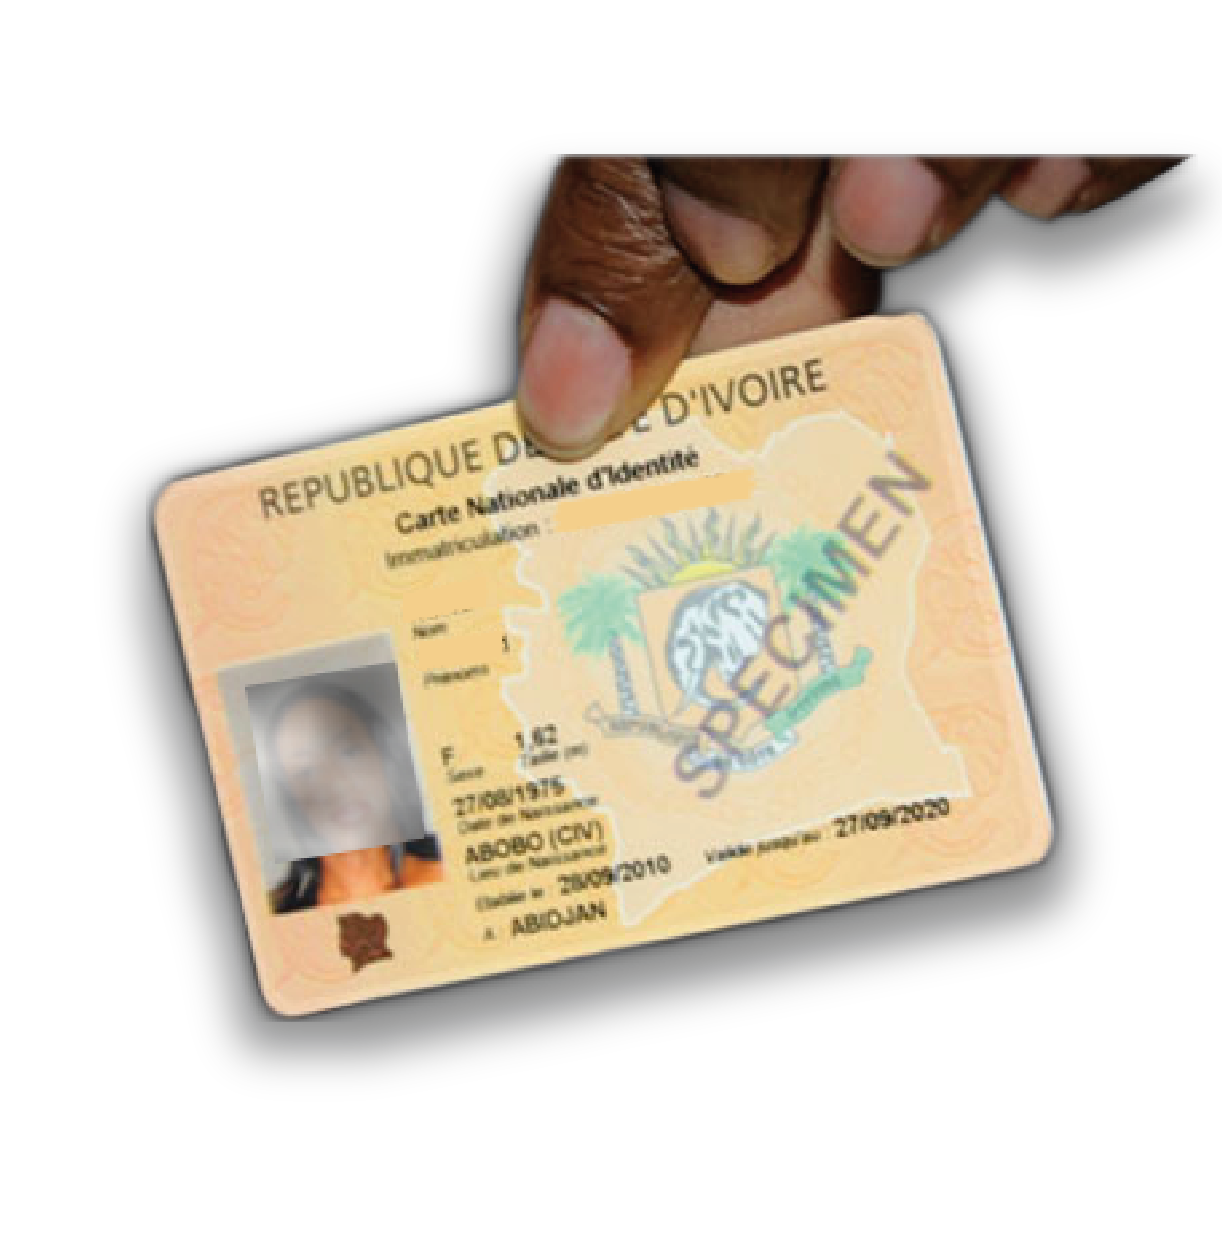 REPUBLIQUE DE D'IVOIRE
Carte Nationale d'Identité
Immatriculation :
Nom
Prénoms
F 1,62
Sexe Taille (m)
27/08/1975
Date de Naissance
ABOBO (CIV)
Lieu de Naissance
Etablie le : 28/09/2010 Valide jusqu'au : 27/09/2020
A ABIDJAN
SPECIMEN